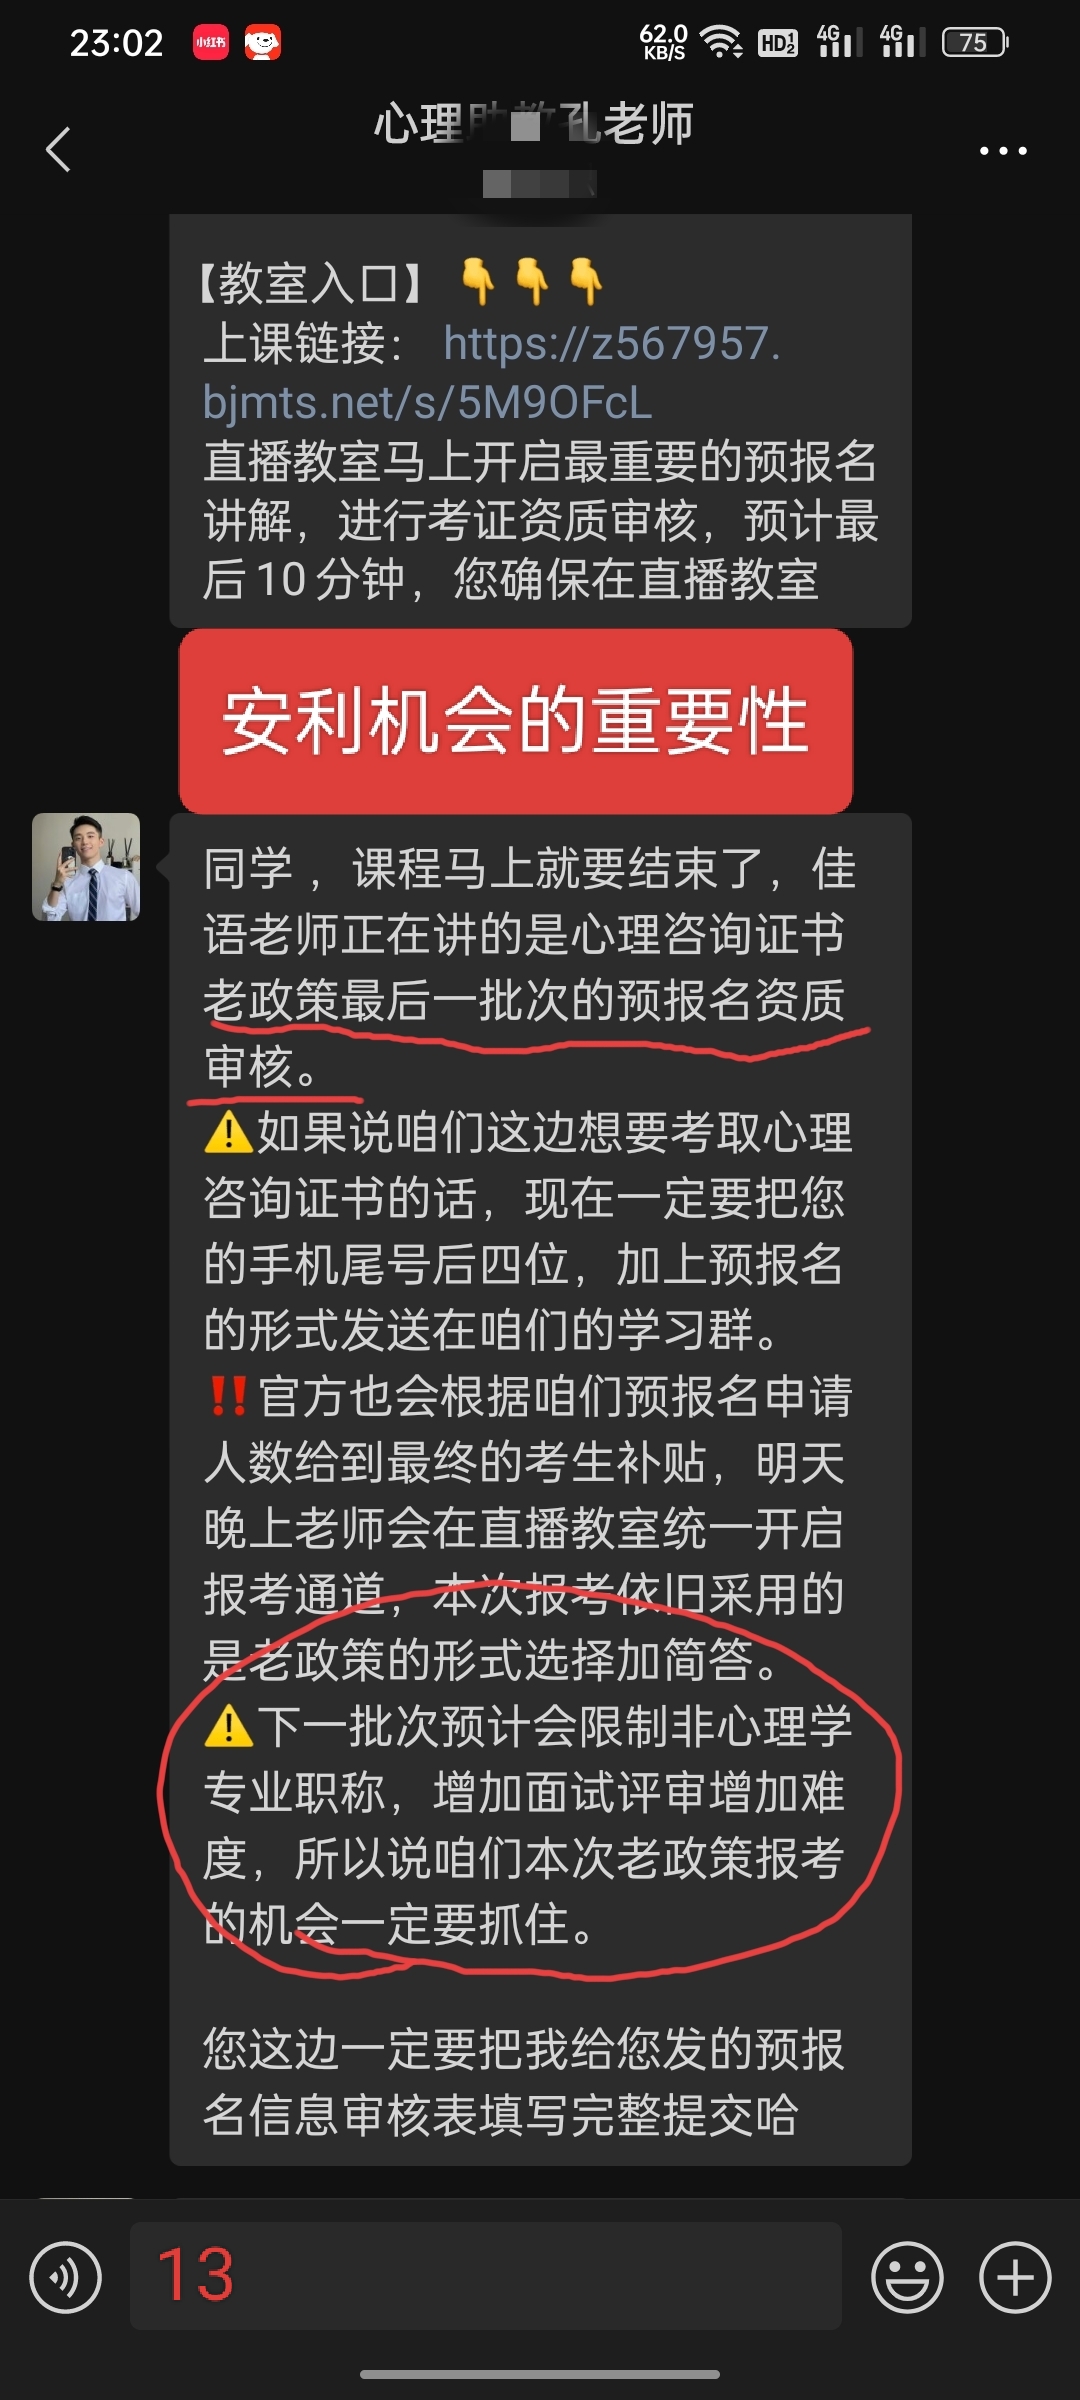 23:02
小红书
62.0
KB/S
HD
4G
4G
75
心理助教孔老师
【教室入口】👇👇👇
上课链接： https://z567957.
bjmts.net/s/5M9OFcL
直播教室马上开启最重要的预报名
讲解，进行考证资质审核，预计最
后10分钟，您确保在直播教室
安利机会的重要性
同学 ，课程马上就要结束了，佳
语老师正在讲的是心理咨询证书
老政策最后一批次的预报名资质
审核。
⚠️如果说咱们这边想要考取心理
咨询证书的话，现在一定要把您
的手机尾号后四位，加上预报名
的形式发送在咱们的学习群。
‼️官方也会根据咱们预报名申请
人数给到最终的考生补贴，明天
晚上老师会在直播教室统一开启
报考通道，本次报考依旧采用的
是老政策的形式选择加简答。
⚠️下一批次预计会限制非心理学
专业职称，增加面试评审增加难
度，所以说咱们本次老政策报考
的机会一定要抓住。
您这边一定要把我给您发的预报
名信息审核表填写完整提交哈
13